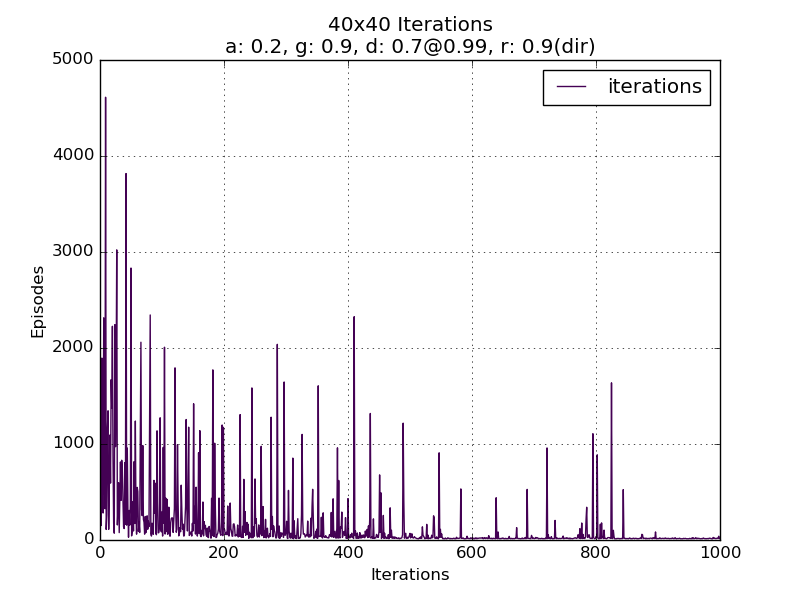 40x40 Iterations
a: 0.2, g: 0.9, d: 0.7@0.99, r: 0.9(dir)
5000
iterations
4000
3000
Episodes
2000
1000
0
0 200 400 600 800 1000
Iterations